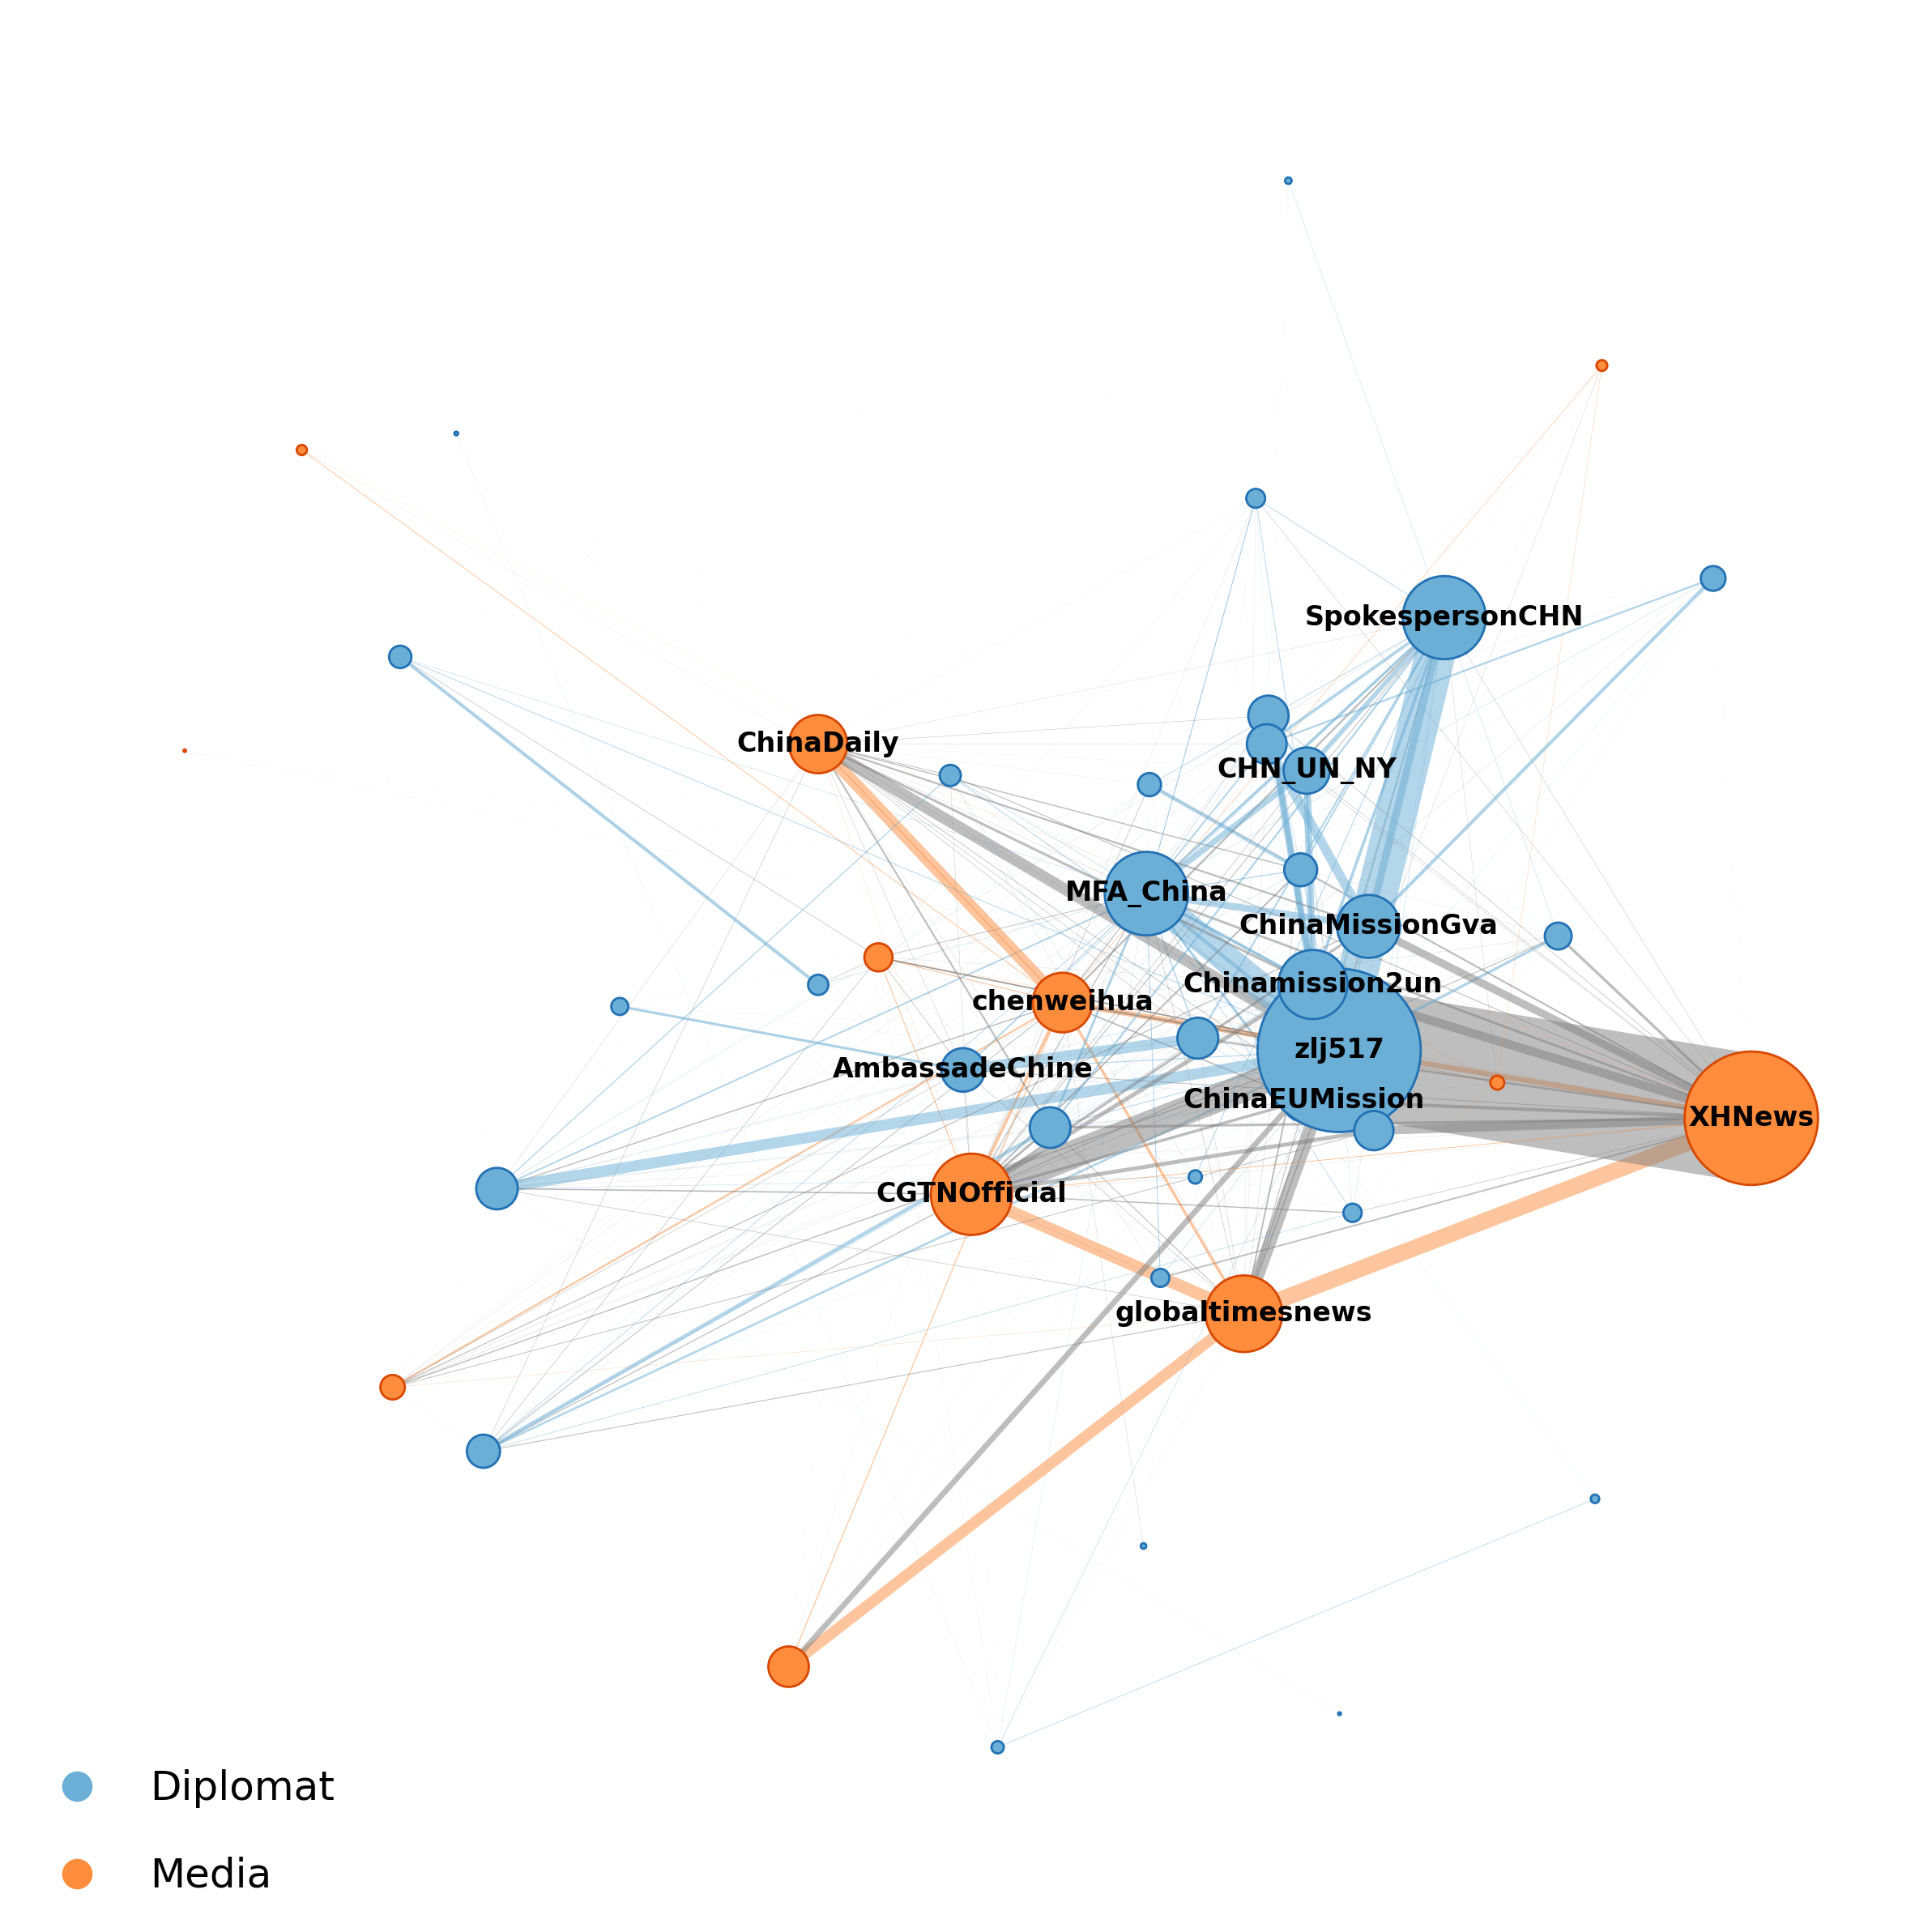 SpokespersonCHN
ChinaDaily
CHN_UN_NY
MFA_China
ChinaMissionGva
Chinamission2un
chenweihua
zlj517
AmbassadeChine
ChinaEUMission
XHNews
CGTNOfficial
globaltimesnews
Diplomat
Media